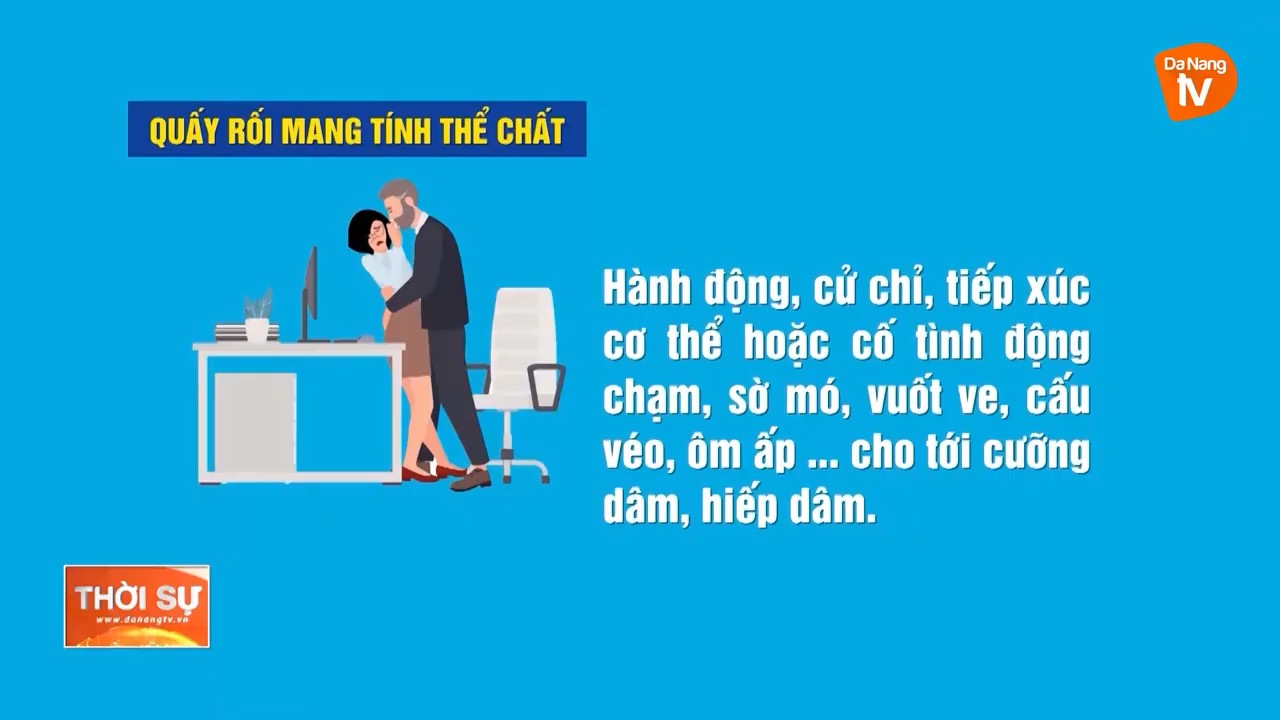 Da Nang
tv
QUẤY RỐI MANG TÍNH THỂ CHẤT
Hành động, cử chỉ, tiếp xúc
cơ thể hoặc cố tình động
chạm, sờ mó, vuốt ve, cấu
véo, ôm ấp ... cho tới cưỡng
dâm, hiếp dâm.
THỜI SỰ
www.danangtv.vn